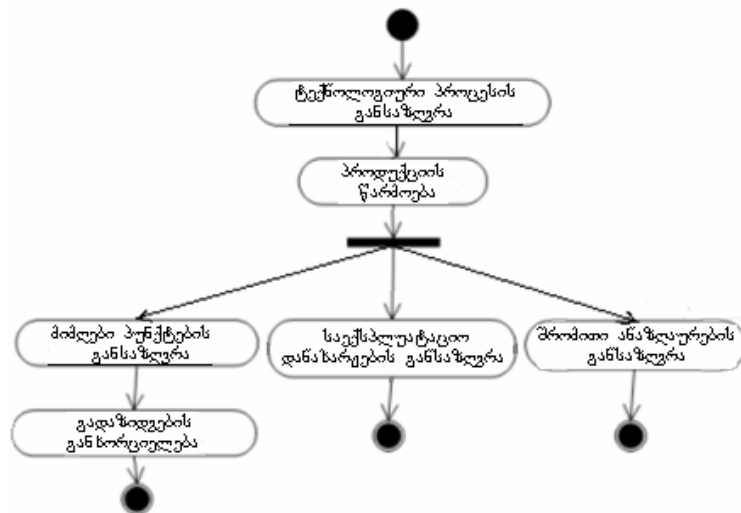 ტექნოლოგიური პროცესის
განსაზღვრა
პროდუქციის
წარმოება
მიმღები პუნქტების
განსაზღვრა
საექსპლუატაციო
დანახარჯების განსაზღვრა
შრომითი ანაზღაურების
განსაზღვრა
გადაზიდვების
განხორციელება